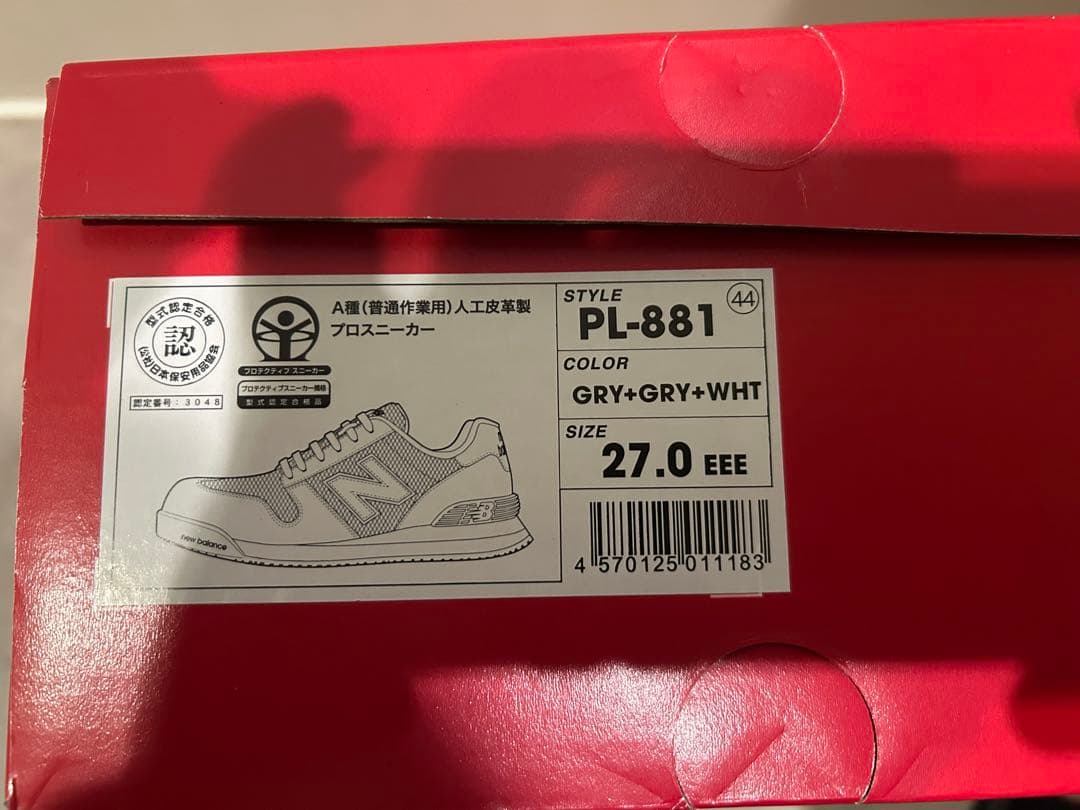 型式認定合格
認
(公社)日本保安用品協会
認定番号：3048
プロテクティブ スニーカー
プロテクティブスニーカー規格
型式認定合格品
A種(普通作業用)人工皮革製
プロスニーカー
N
new balance
NB
STYLE
PL-881
44
COLOR
GRY+GRY+WHT
SIZE
27.0 EEE
4 570125 011183